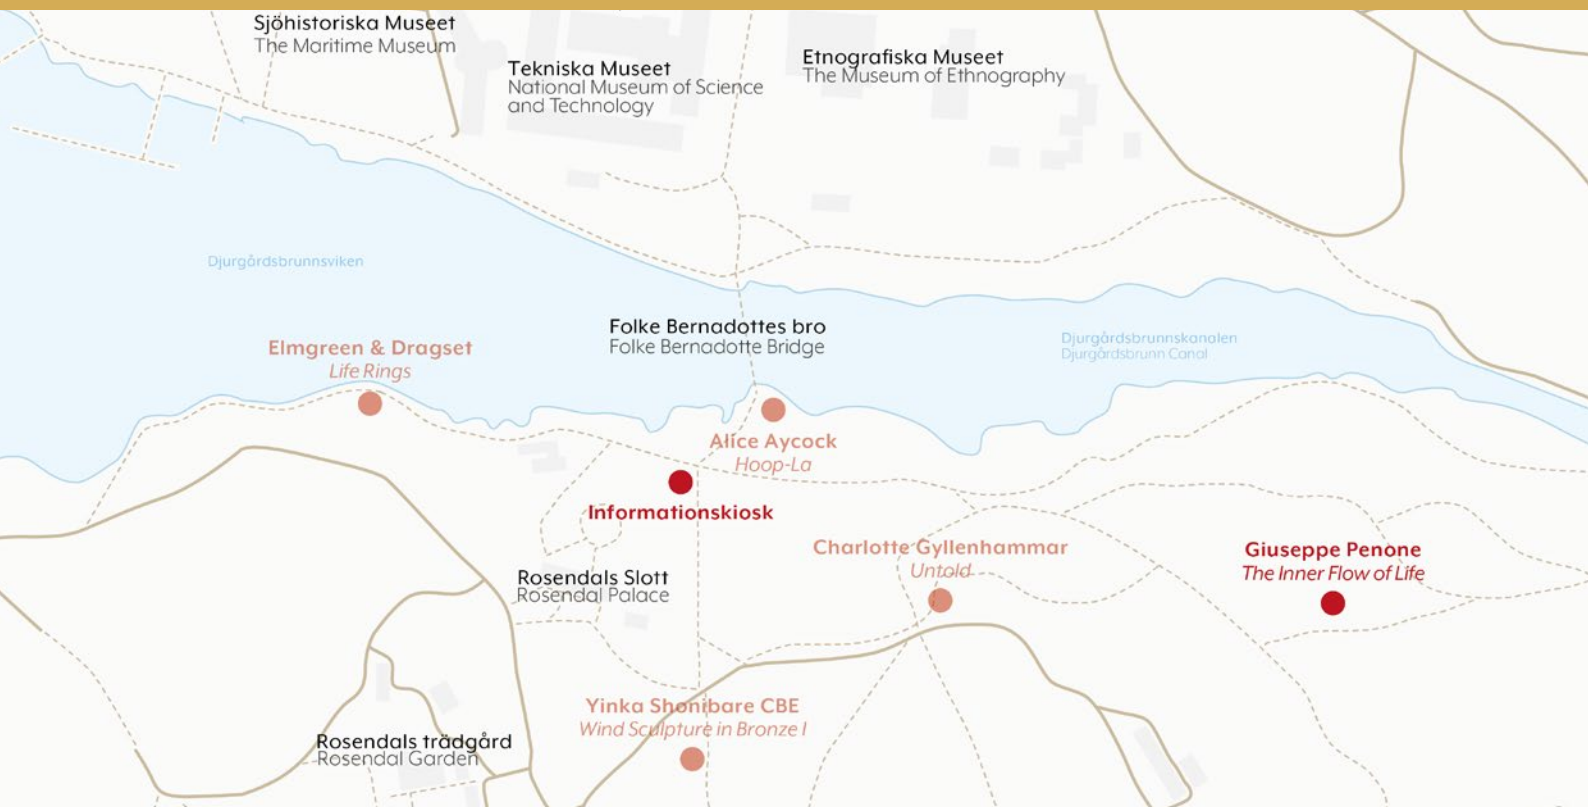 Sjöhistoriska Museet
The Maritime Museum
Tekniska Museet
National Museum of Science
and Technology
Etnografiska Museet
The Museum of Ethnography
Djurgårdsbrunnsviken
Folke Bernadottes bro
Folke Bernadotte Bridge
Djurgårdsbrunnskanalen
Djurgårdsbrunn Canal
Elmgreen & Dragset
Life Rings
Alice Aycock
Hoop-La
Informationskiosk
Charlotte Gyllenhammar
Untold
Giuseppe Penone
The Inner Flow of Life
Rosendals Slott
Rosendal Palace
Yinka Shonibare CBE
Wind Sculpture in Bronze I
Rosendals trädgård
Rosendal Garden